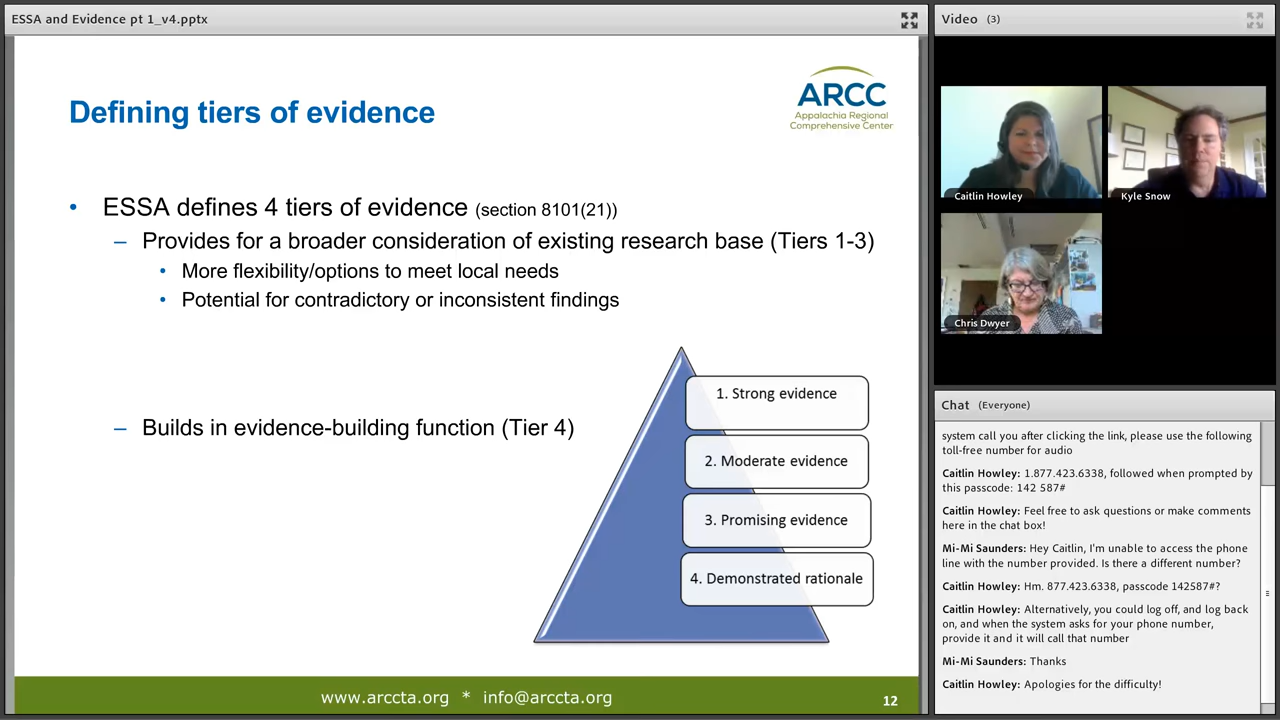 ESSA and Evidence pt 1_v4.pptx
Defining tiers of evidence
ARCC
Appalachia Regional
Comprehensive Center
• ESSA defines 4 tiers of evidence (section 8101(21))
– Provides for a broader consideration of existing research base (Tiers 1-3)
• More flexibility/options to meet local needs
• Potential for contradictory or inconsistent findings
– Builds in evidence-building function (Tier 4)
1. Strong evidence
2. Moderate evidence
3. Promising evidence
4. Demonstrated rationale
www.arccta.org * info@arccta.org
12
Video (3)
Caitlin Howley
Kyle Snow
Chris Dwyer
Chat (Everyone)
system call you after clicking the link, please use the following
toll-free number for audio
Caitlin Howley: 1.877.423.6338, followed when prompted by
this passcode: 142 587#
Caitlin Howley: Feel free to ask questions or make comments
here in the chat box!
Mi-Mi Saunders: Hey Caitlin, I'm unable to access the phone
line with the number provided. Is there a different number?
Caitlin Howley: Hm. 877.423.6338, passcode 142587#?
Caitlin Howley: Alternatively, you could log off, and log back
on, and when the system asks for your phone number,
provide it and it will call that number
Mi-Mi Saunders: Thanks
Caitlin Howley: Apologies for the difficulty!